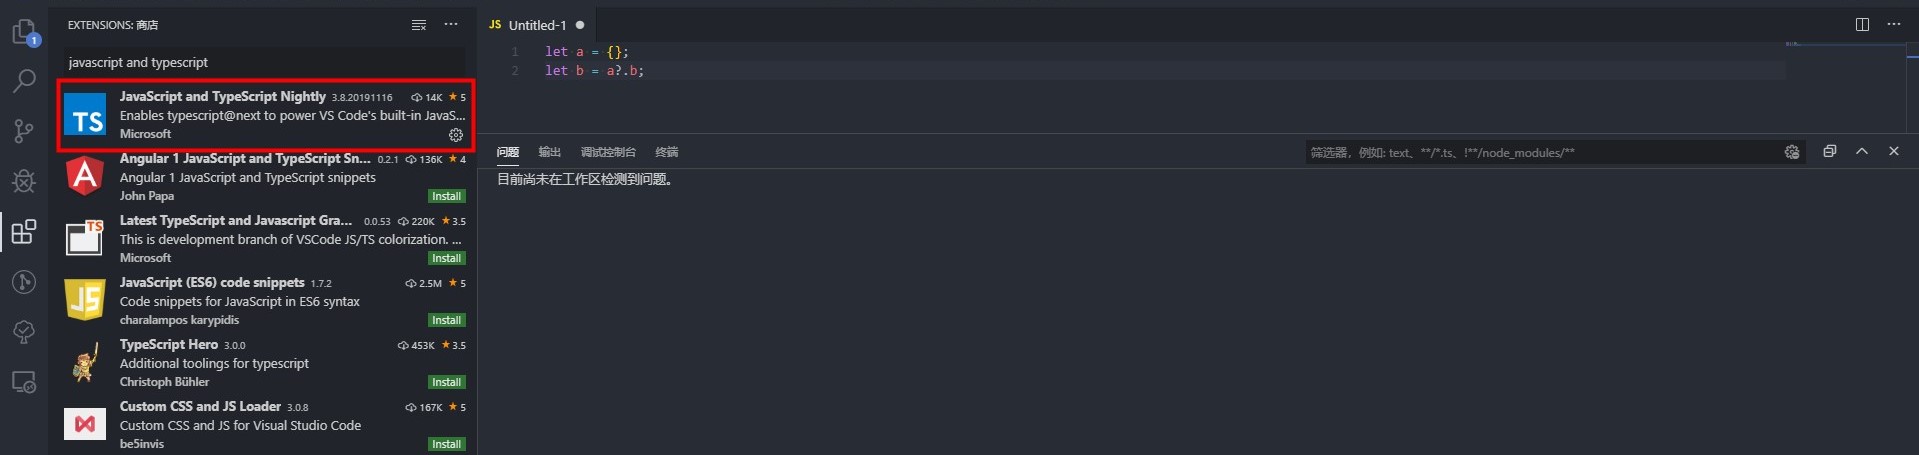 EXTENSIONS: 商店
javascript and typescript
JavaScript and TypeScript Nightly 3.8.20191116 14K ★ 5
Enables typescript@next to power VS Code's built-in JavaS...
Microsoft
Angular 1 JavaScript and TypeScript Sn... 0.2.1 136K ★ 4
Angular 1 JavaScript and TypeScript snippets
John Papa Install
Latest TypeScript and Javascript Gra... 0.0.53 220K ★ 3.5
This is development branch of VSCode JS/TS colorization. ...
Microsoft Install
JavaScript (ES6) code snippets 1.7.2 2.5M ★ 5
Code snippets for JavaScript in ES6 syntax
charalampos karypidis Install
TypeScript Hero 3.0.0 453K ★ 3.5
Additional toolings for typescript
Christoph Bühler Install
Custom CSS and JS Loader 3.0.8 167K ★ 5
Custom CSS and JS for Visual Studio Code
be5invis Install
1
TS
A
TS
JS
JS Untitled-1 ●
1 let a = {};
2 let b = a?.b;
问题 输出 调试控制台 终端 筛选器，例如: text、**/*.ts、!**/node_modules/**
目前尚未在工作区检测到问题。